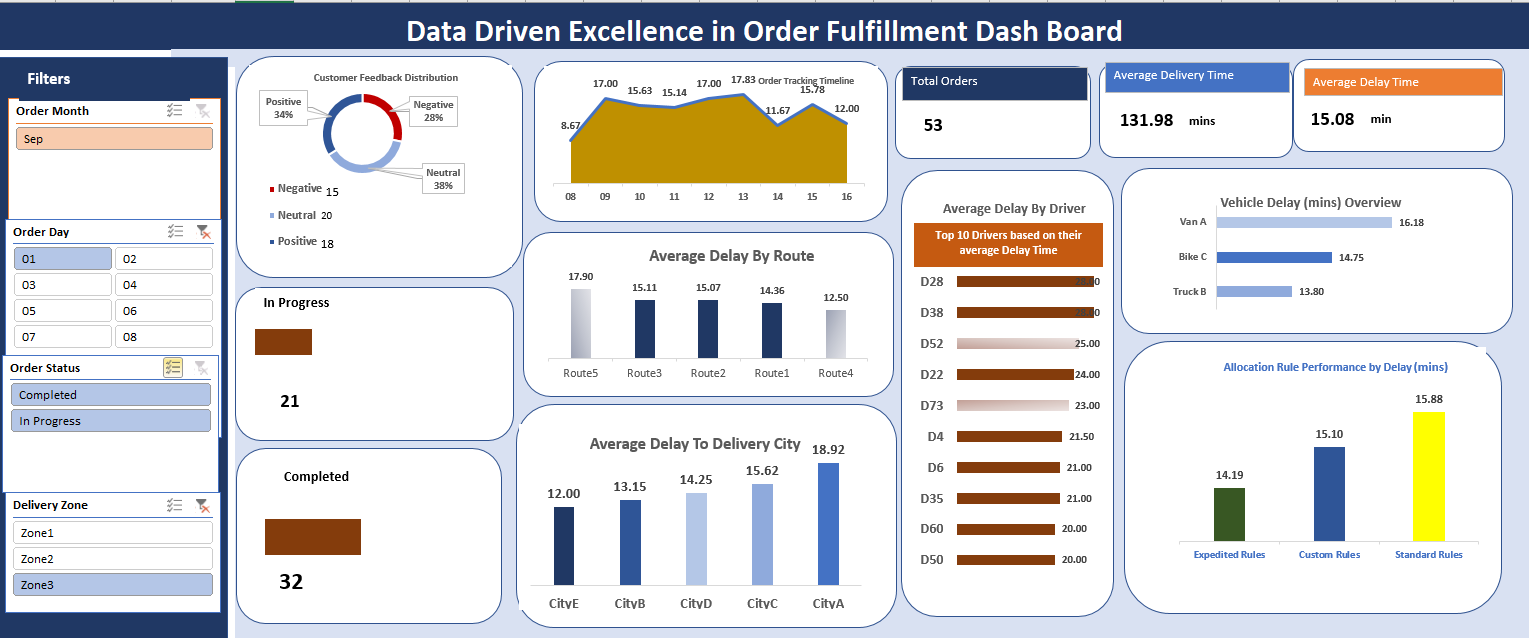 Data Driven Excellence in Order Fulfillment Dash Board
Filters
Order Month
Sep
Order Day
01
02
03
04
05
06
07
08
Order Status
Completed
In Progress
Delivery Zone
Zone1
Zone2
Zone3
Customer Feedback Distribution
Positive
34%
Negative
28%
Neutral
38%
Negative 15
Neutral 20
Positive 18
In Progress
21
Completed
32
Order Tracking Timeline
8.67
17.00
15.63
15.14
17.00
17.83
11.67
15.78
12.00
08
09
10
11
12
13
14
15
16
Average Delay By Route
17.90
15.11
15.07
14.36
12.50
Route5
Route3
Route2
Route1
Route4
Average Delay To Delivery City
12.00
13.15
14.25
15.62
18.92
CityE
CityB
CityD
CityC
CityA
Total Orders
53
Average Delivery Time
131.98 mins
Average Delay Time
15.08 min
Average Delay By Driver
Top 10 Drivers based on their
average Delay Time
D28
D38
D52 25.00
D22 24.00
D73 23.00
D4 21.50
D6 21.00
D35 21.00
D60 20.00
D50 20.00
Vehicle Delay (mins) Overview
Van A 16.18
Bike C 14.75
Truck B 13.80
Allocation Rule Performance by Delay (mins)
14.19
15.10
15.88
Expedited Rules
Custom Rules
Standard Rules